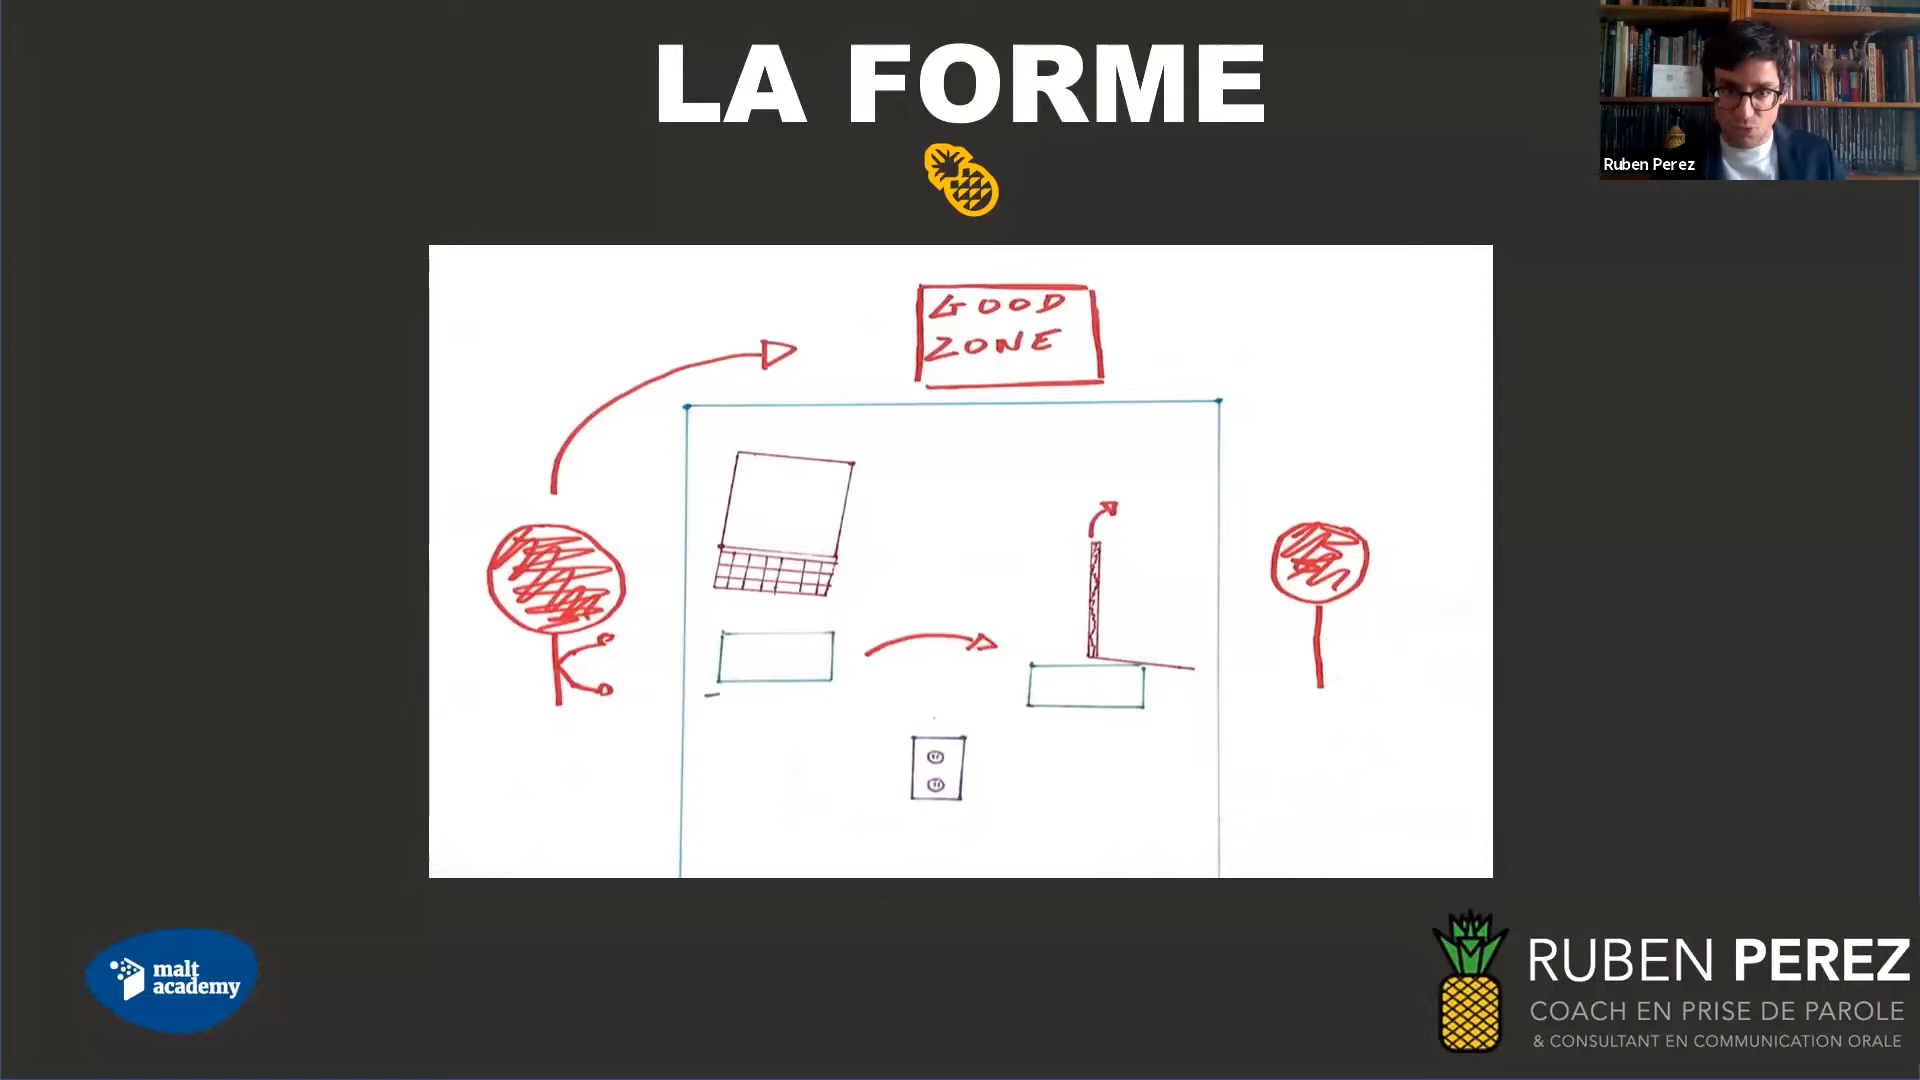 LA FORME
Ruben Perez
GOOD
ZONE
malt
academy
RUBEN PEREZ
COACH EN PRISE DE PAROLE
& CONSULTANT EN COMMUNICATION ORALE